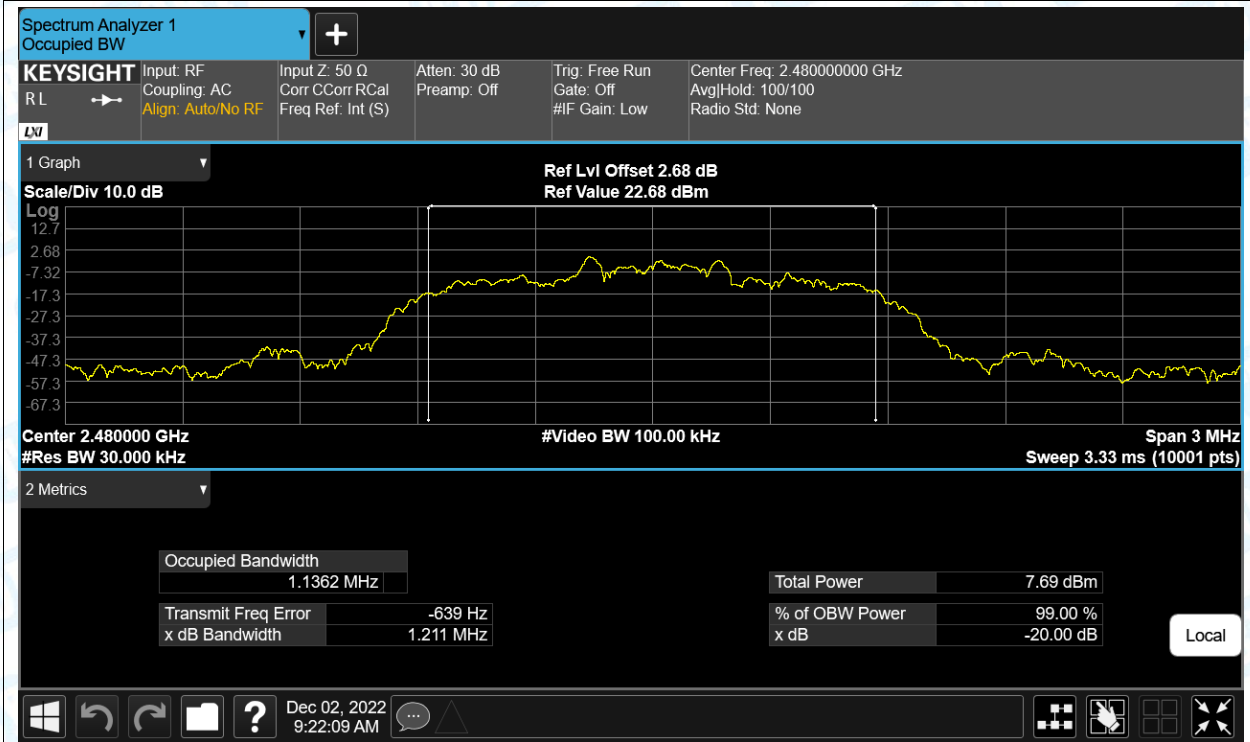 Spectrum Analyzer 1
Occupied BW
+
KEYSIGHT Input: RF Input Z: 50 Ω Atten: 30 dB Trig: Free Run Center Freq: 2.480000000 GHz
R L Coupling: AC Corr CCorr RCal Preamp: Off Gate: Off Avg|Hold: 100/100
Align: Auto/No RF Freq Ref: Int (S) #IF Gain: Low Radio Std: None
LXI
1 Graph
Ref Lvl Offset 2.68 dB
Scale/Div 10.0 dB Ref Value 22.68 dBm
Log
12.7
2.68
-7.32
-17.3
-27.3
-37.3
-47.3
-57.3
-67.3
Center 2.480000 GHz #Video BW 100.00 kHz Span 3 MHz
#Res BW 30.000 kHz Sweep 3.33 ms (10001 pts)
2 Metrics
Occupied Bandwidth
1.1362 MHz Total Power 7.69 dBm
Transmit Freq Error -639 Hz % of OBW Power 99.00 %
x dB Bandwidth 1.211 MHz x dB -20.00 dB
Local
? Dec 02, 2022
9:22:09 AM